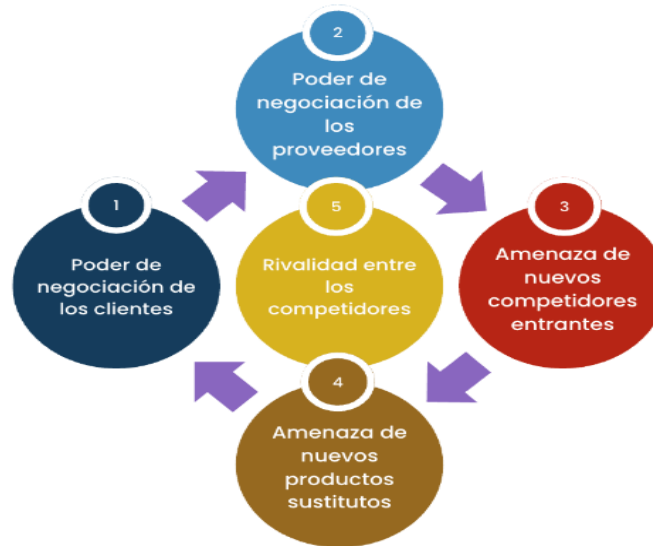 2
Poder de
negociación de
los
proveedores
1
Poder de
negociación de
los clientes
5
Rivalidad entre
los
competidores
3
Amenaza de
nuevos
competidores
entrantes
4
Amenaza de
nuevos
productos
sustitutos